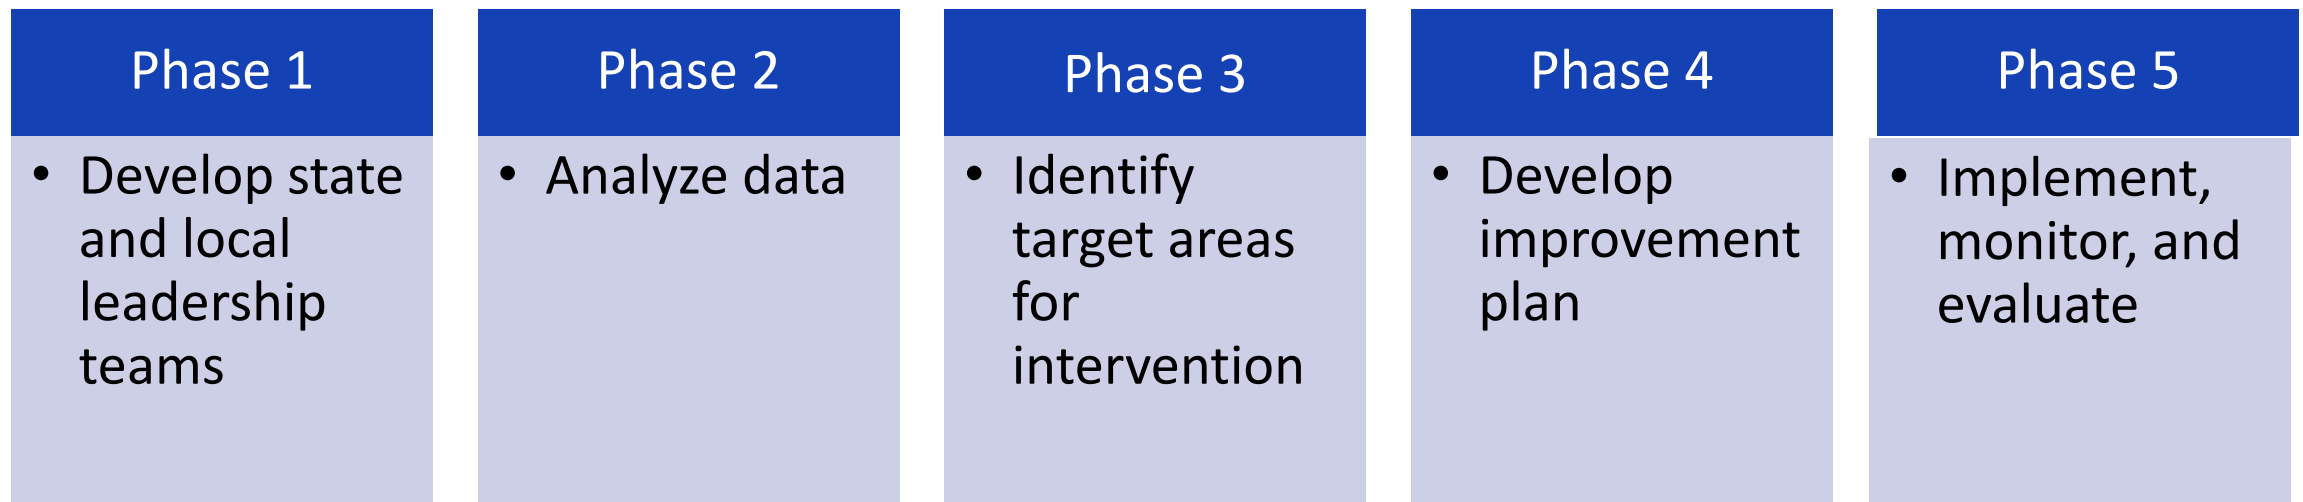 Phase 1
• Develop state
and local
leadership
teams
Phase 2
• Analyze data
Phase 3
• Identify
target areas
for
intervention
Phase 4
• Develop
improvement
plan
Phase 5
• Implement,
monitor, and
evaluate